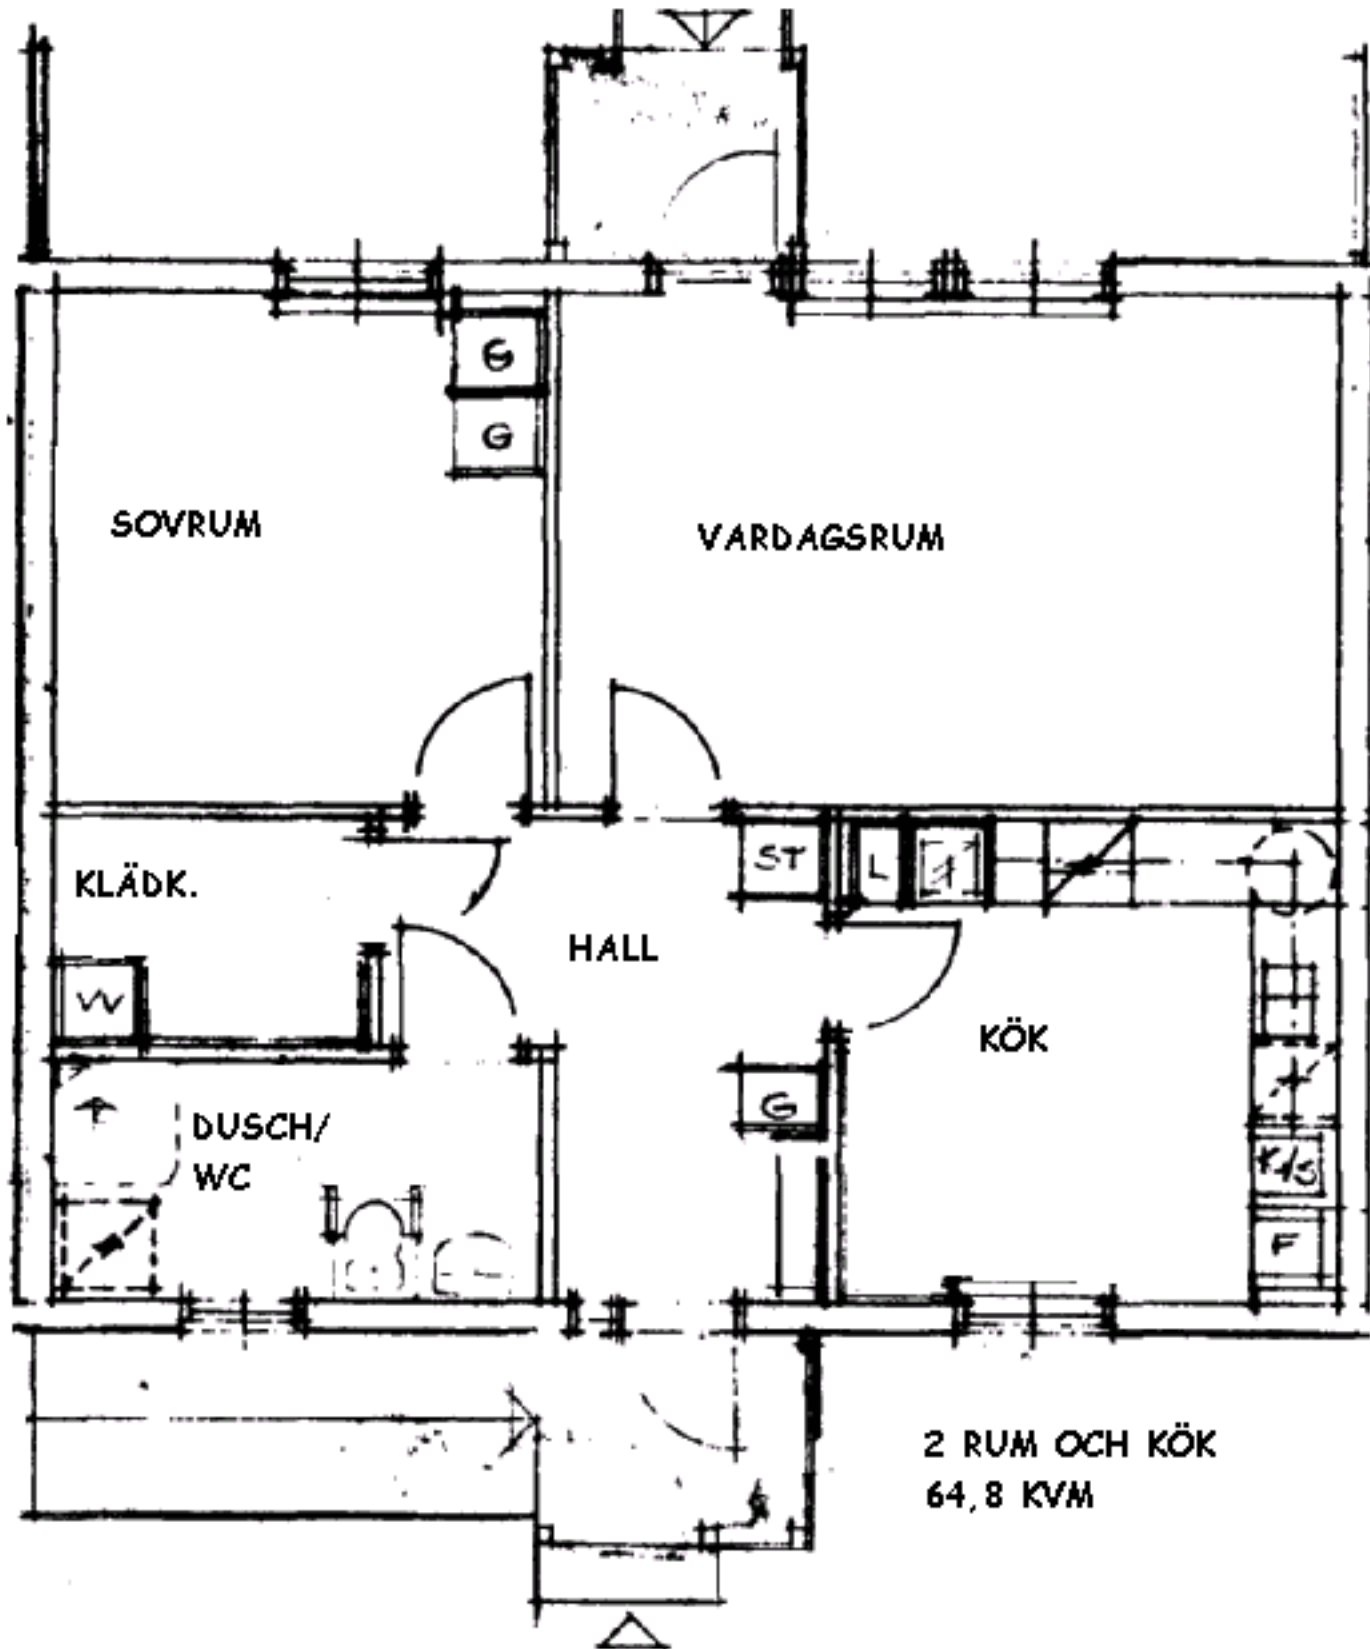 G
G
SOVRUM
VARDAGSRUM
ST
L
KLÄDK.
HALL
W
KÖK
G
DUSCH/
WC
K/S
F
2 RUM OCH KÖK
64,8 KVM